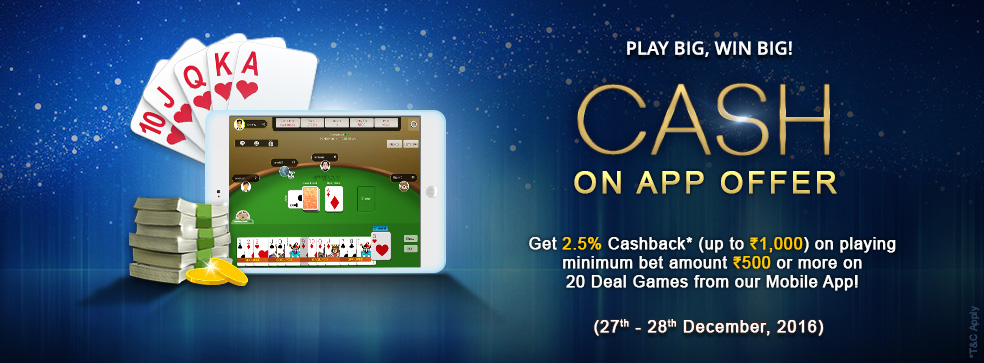 PLAY BIG, WIN BIG!
CASH
ON APP OFFER
Get 2.5% Cashback* (up to ₹1,000) on playing
minimum bet amount ₹500 or more on
20 Deal Games from our Mobile App!
(27th - 28th December, 2016)
*T&C Apply
10
J
Q
K
A